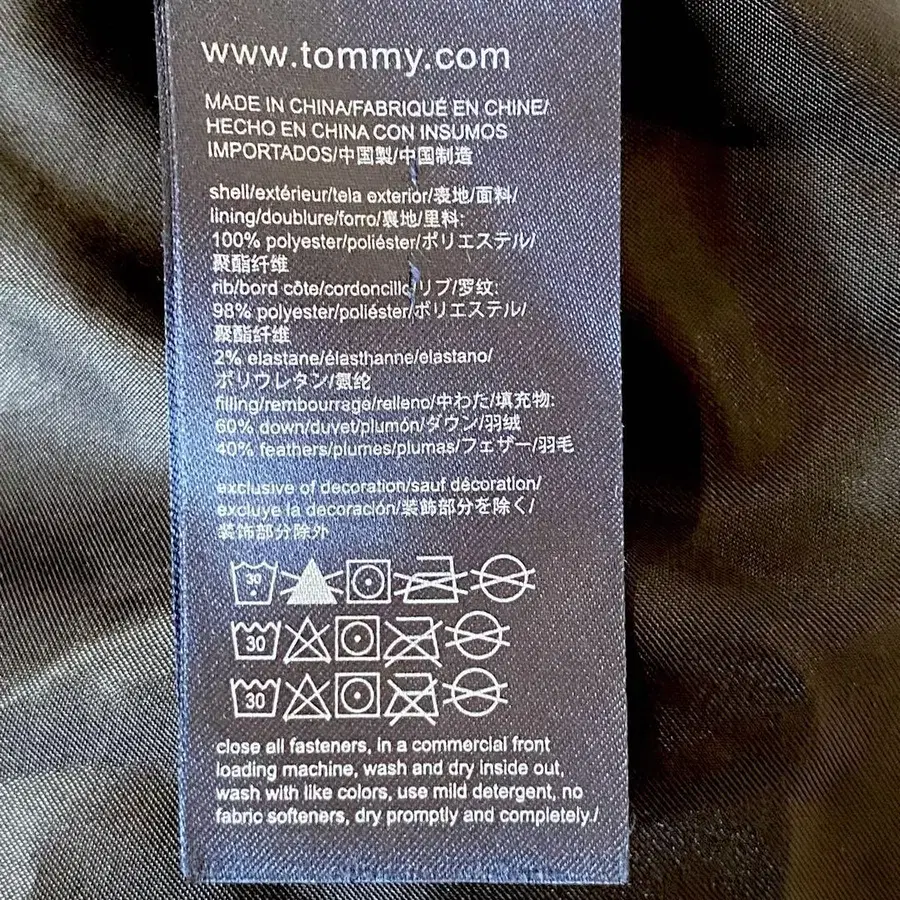 www.tommy.com
MADE IN CHINA/FABRIQUÉ EN CHINE/
HECHO EN CHINA CON INSUMOS
IMPORTADOS/中国製/中国制造
shell/extérieur/tela exterior/表地/面料/
lining/doublure/forro/裏地/里料:
100% polyester/poliéster/ポリエステル/
聚酯纤维
rib/bord côte/cordoncillo/リブ/罗纹:
98% polyester/poliéster/ポリエステル/
聚酯纤维
2% elastane/élasthanne/elastano/
ポリウレタン/氨纶
filling/rembourrage/relleno/中わた/填充物:
60% down/duvet/plumón/ダウン/羽绒
40% feathers/plumes/plumas/フェザー/羽毛
exclusive of decoration/sauf décoration/
excluye la decoración/装飾部分を除く/
装饰部分除外
30
30
30
close all fasteners, in a commercial front
loading machine, wash and dry inside out,
wash with like colors, use mild detergent, no
fabric softeners, dry promptly and completely./